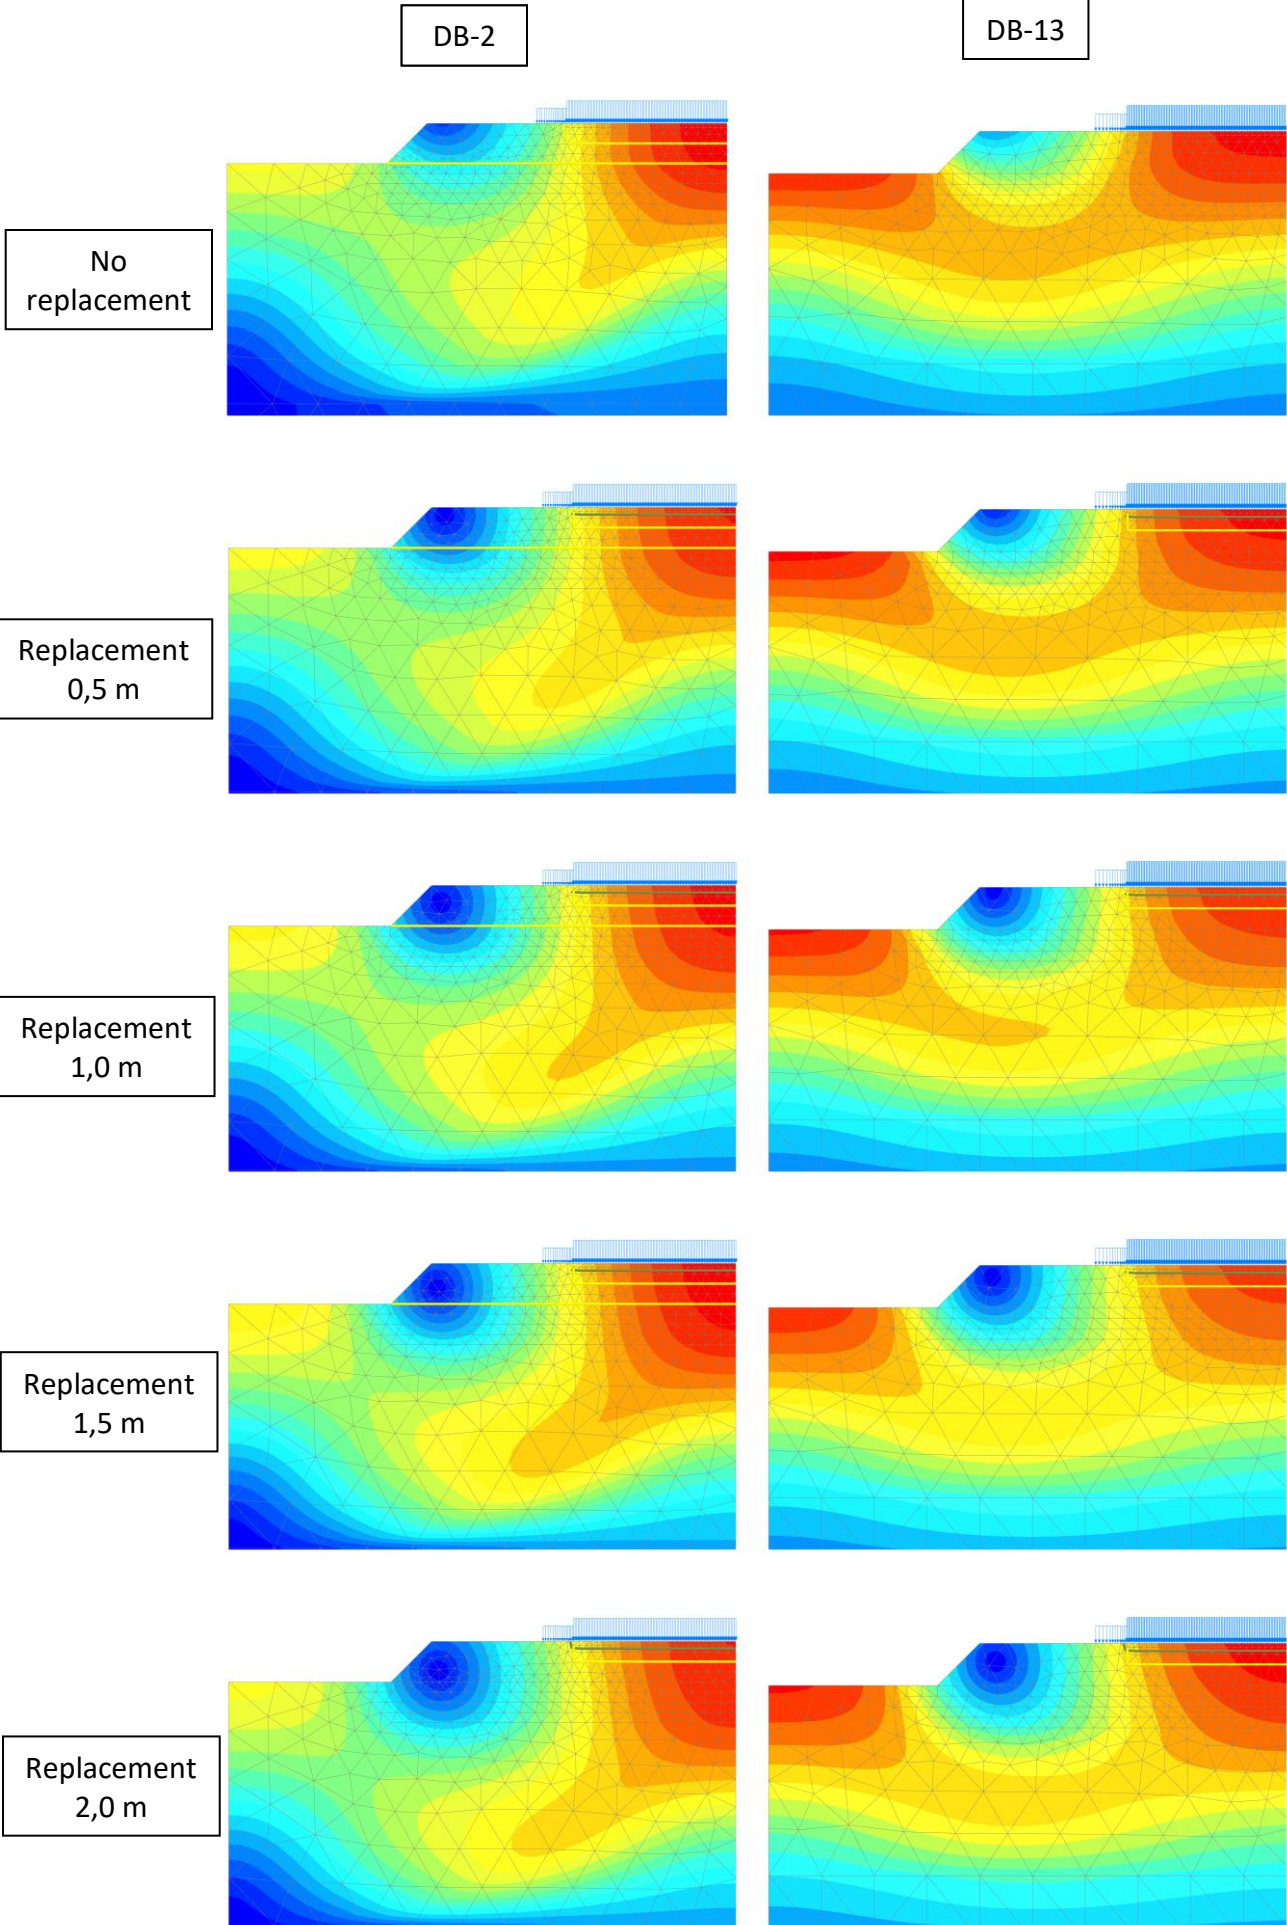 DB-2
DB-13
No
replacement
Replacement
0,5 m
Replacement
1,0 m
Replacement
1,5 m
Replacement
2,0 m